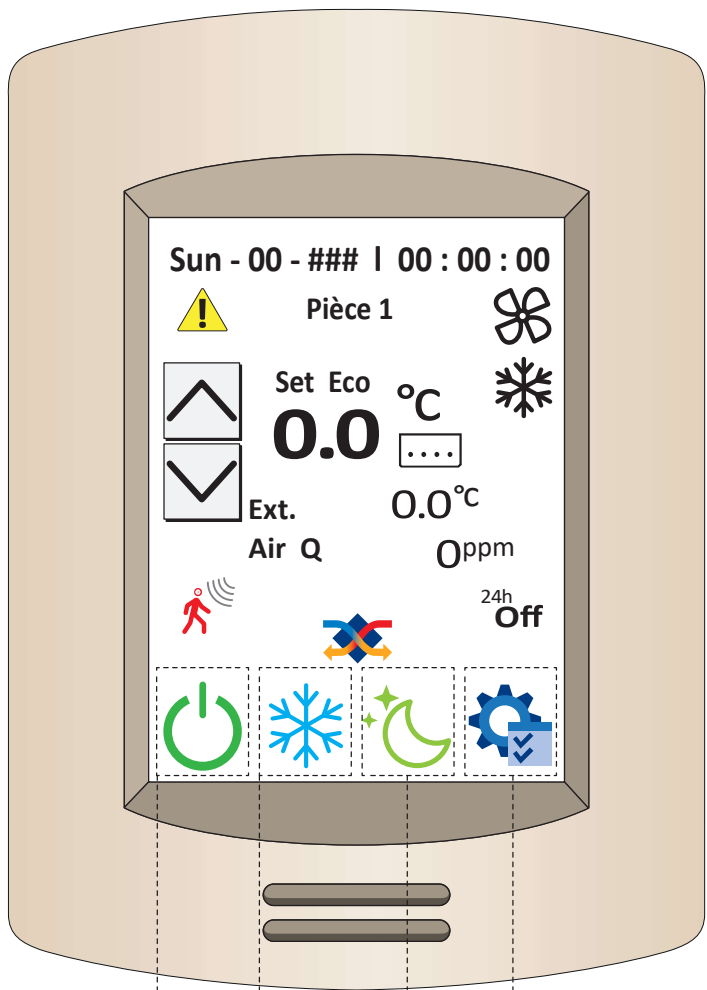 Sun - 00 - ### l 00 : 00 : 00
Pièce 1
Set Eco
0.0 °C
Ext. 0.0°C
Air Q 0ppm
24h
Off